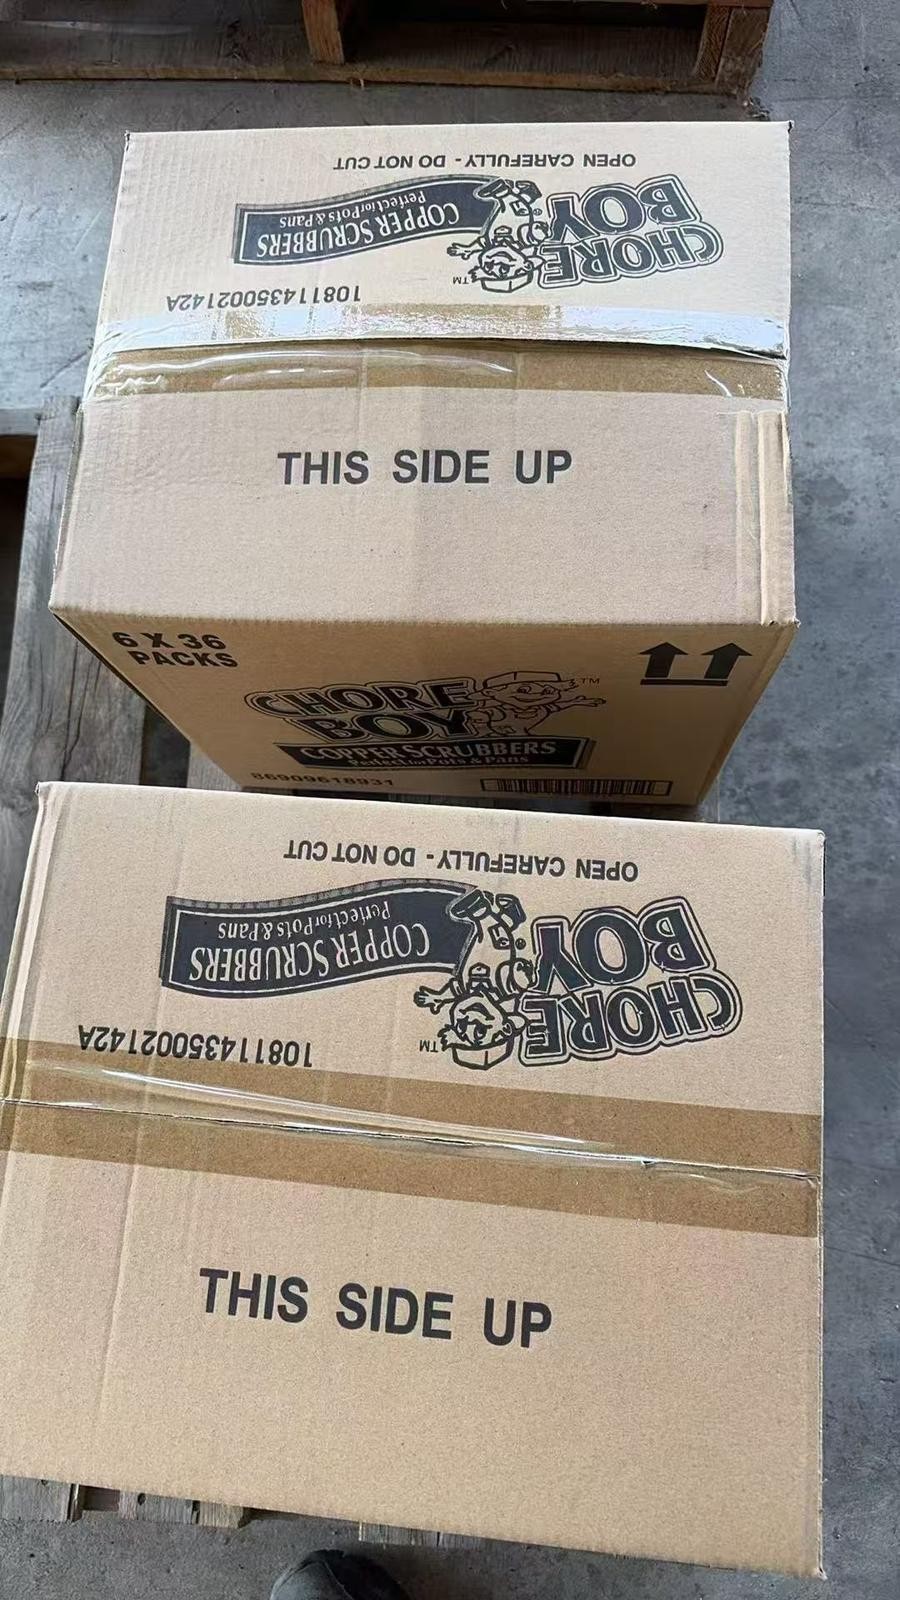 OPEN CAREFULLY - DO NOT CUT
CHORE
BOY
COPPER SCRUBBERS
Perfect for Pots & Pans
TM
10811435002142A
THIS SIDE UP
6 X 36
PACKS
CHORE
BOY
TM
COPPER SCRUBBERS
Perfect for Pots & Pans
86909618931
OPEN CAREFULLY - DO NOT CUT
CHORE
BOY
COPPER SCRUBBERS
Perfect for Pots & Pans
TM
10811435002142A
THIS SIDE UP